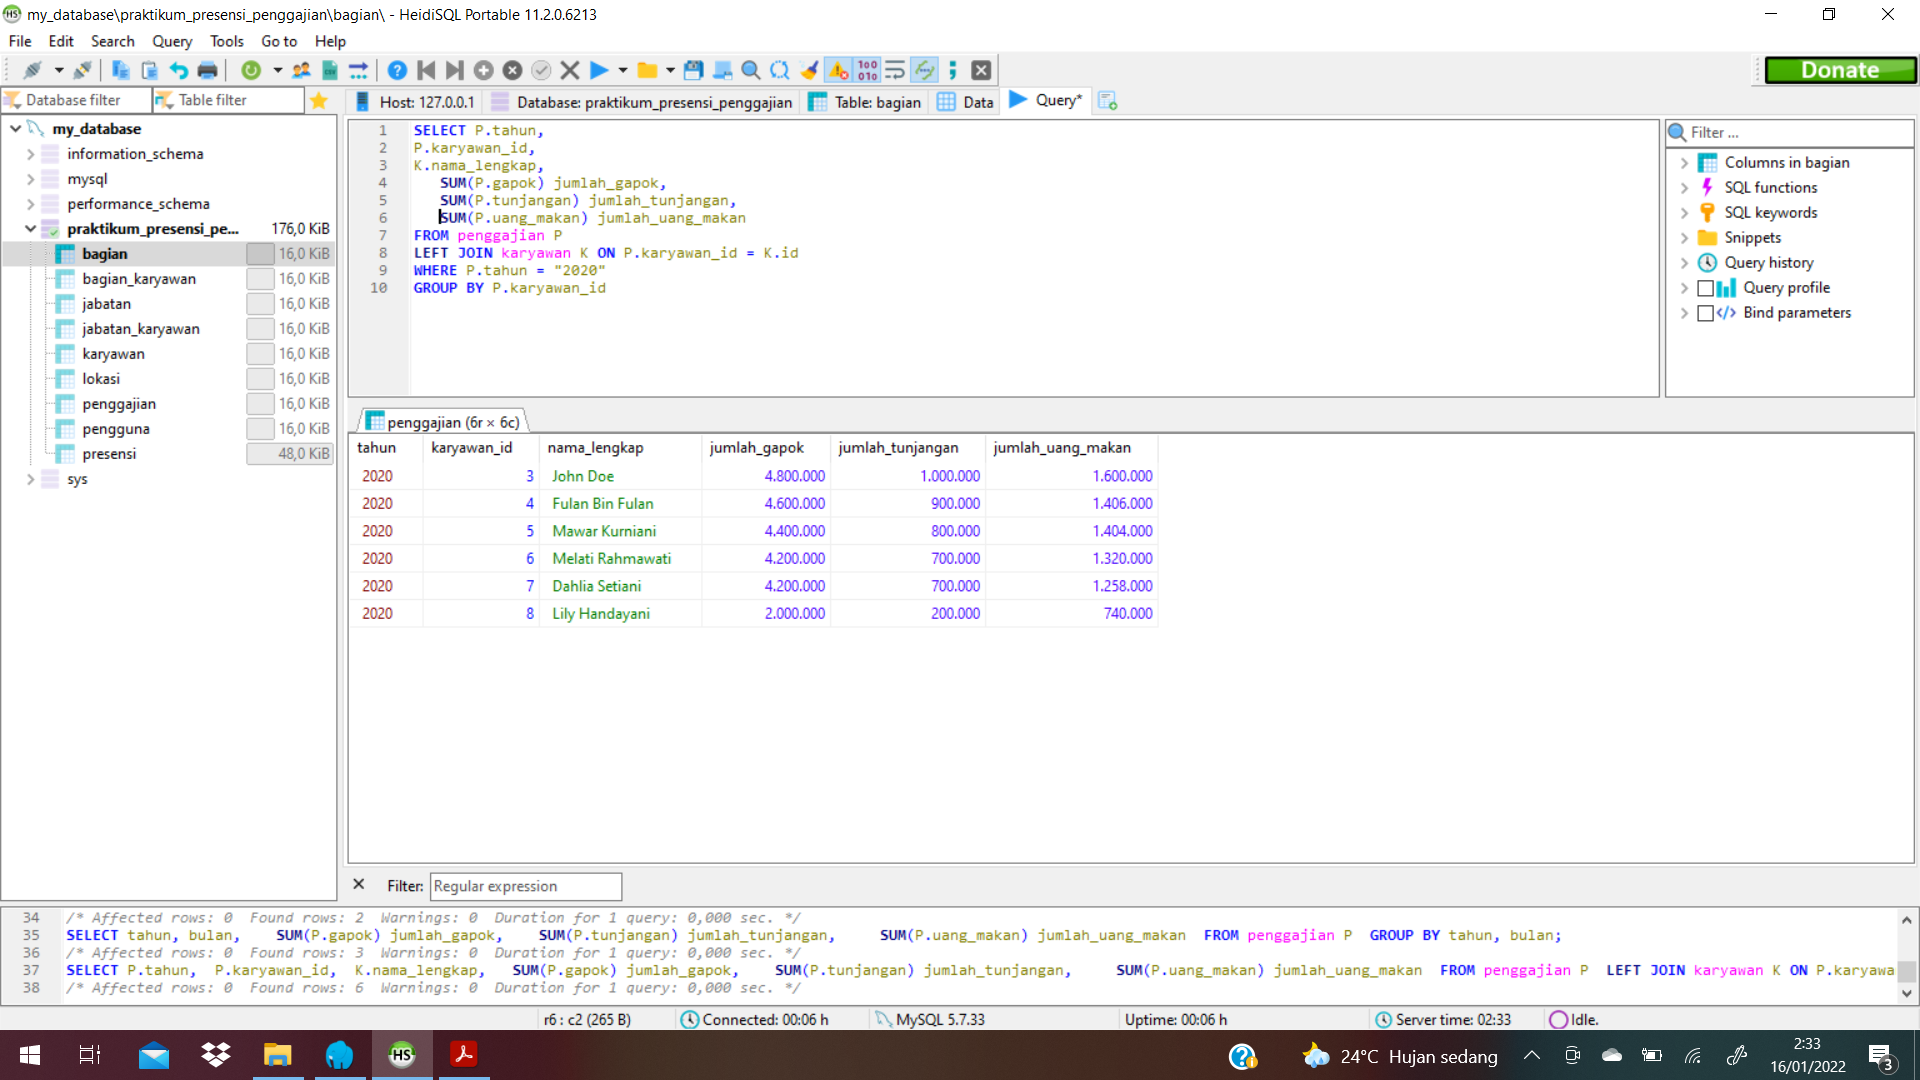 my_database\praktikum_presensi_penggajian\bagian\ - HeidiSQL Portable 11.2.0.6213
File Edit Search Query Tools Go to Help
Donate
Database filter Table filter
Host: 127.0.0.1 Database: praktikum_presensi_penggajian Table: bagian Data Query*
my_database
information_schema
mysql
performance_schema
praktikum_presensi_pe... 176,0 KiB
bagian 16,0 KiB
bagian_karyawan 16,0 KiB
jabatan 16,0 KiB
jabatan_karyawan 16,0 KiB
karyawan 16,0 KiB
lokasi 16,0 KiB
penggajian 16,0 KiB
pengguna 16,0 KiB
presensi 48,0 KiB
sys
1 SELECT P.tahun,
2 P.karyawan_id,
3 K.nama_lengkap,
4 SUM(P.gapok) jumlah_gapok,
5 SUM(P.tunjangan) jumlah_tunjangan,
6 SUM(P.uang_makan) jumlah_uang_makan
7 FROM penggajian P
8 LEFT JOIN karyawan K ON P.karyawan_id = K.id
9 WHERE P.tahun = "2020"
10 GROUP BY P.karyawan_id
Filter ...
Columns in bagian
SQL functions
SQL keywords
Snippets
Query history
Query profile
Bind parameters
penggajian (6r × 6c)
tahun karyawan_id nama_lengkap jumlah_gapok jumlah_tunjangan jumlah_uang_makan
2020 3 John Doe 4.800.000 1.000.000 1.600.000
2020 4 Fulan Bin Fulan 4.600.000 900.000 1.406.000
2020 5 Mawar Kurniani 4.400.000 800.000 1.404.000
2020 6 Melati Rahmawati 4.200.000 700.000 1.320.000
2020 7 Dahlia Setiani 4.200.000 700.000 1.258.000
2020 8 Lily Handayani 2.000.000 200.000 740.000
Filter: Regular expression
34 /* Affected rows: 0 Found rows: 2 Warnings: 0 Duration for 1 query: 0,000 sec. */
35 SELECT tahun, bulan, SUM(P.gapok) jumlah_gapok, SUM(P.tunjangan) jumlah_tunjangan, SUM(P.uang_makan) jumlah_uang_makan FROM penggajian P GROUP BY tahun, bulan;
36 /* Affected rows: 0 Found rows: 3 Warnings: 0 Duration for 1 query: 0,000 sec. */
37 SELECT P.tahun, P.karyawan_id, K.nama_lengkap, SUM(P.gapok) jumlah_gapok, SUM(P.tunjangan) jumlah_tunjangan, SUM(P.uang_makan) jumlah_uang_makan FROM penggajian P LEFT JOIN karyawan K ON P.karyawa
38 /* Affected rows: 0 Found rows: 6 Warnings: 0 Duration for 1 query: 0,000 sec. */
r6 : c2 (265 B) Connected: 00:06 h MySQL 5.7.33 Uptime: 00:06 h Server time: 02:33 Idle.
HS 24°C Hujan sedang 2:33
16/01/2022 3